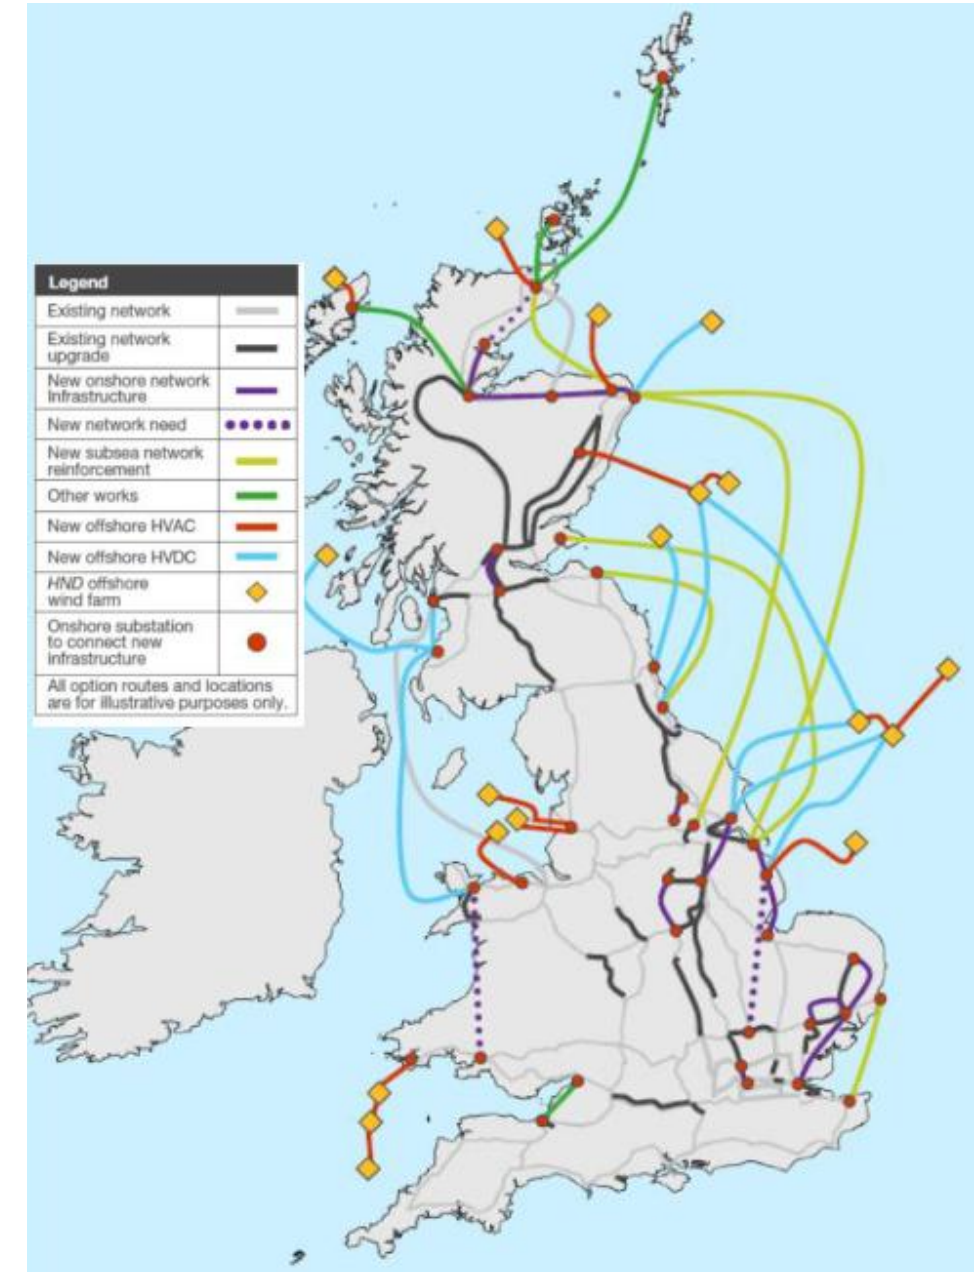 Legend
Existing network
Existing network
upgrade
New onshore network
Infrastructure
New network need
New subsea network
reinforcement
Other works
New offshore HVAC
New offshore HVDC
HND offshore
wind farm
Onshore substation
to connect new
infrastructure
All option routes and locations
are for illustrative purposes only.